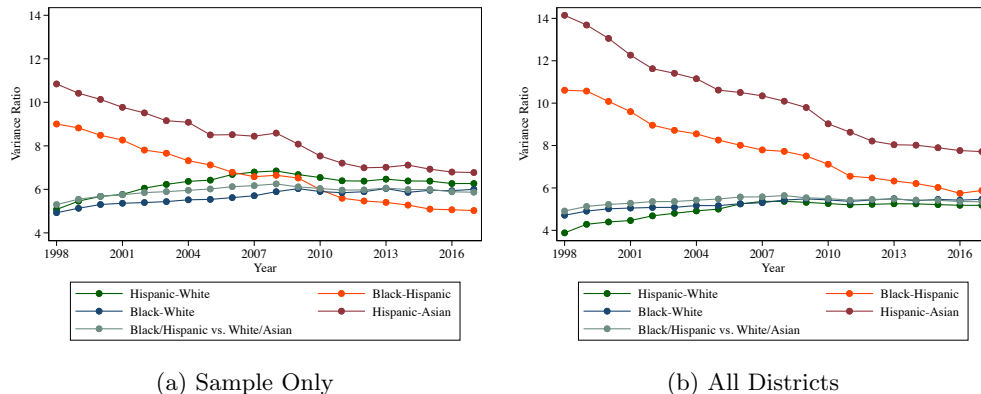 14
12
10
8
6
4
Variance Ratio
1998 2001 2004 2007 2010 2013 2016
Year
Hispanic-White Black-Hispanic
Black-White Hispanic-Asian
Black/Hispanic vs. White/Asian
(a) Sample Only
14
12
10
8
6
4
Variance Ratio
1998 2001 2004 2007 2010 2013 2016
Year
Hispanic-White Black-Hispanic
Black-White Hispanic-Asian
Black/Hispanic vs. White/Asian
(b) All Districts